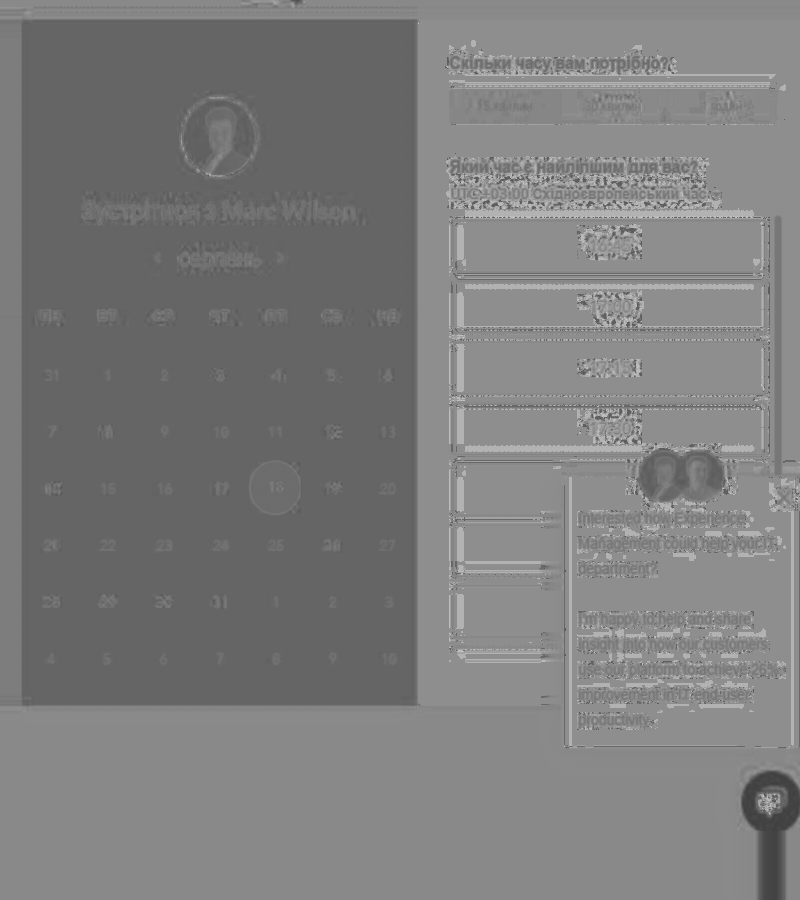 Зустрітися з Marc Wilson
серпень
ПН ВТ СР ЧТ ПТ СБ НД
31 1 2 3 4 5 6
7 8 9 10 11 12 13
14 15 16 17 18 19 20
21 22 23 24 25 26 27
28 29 30 31 1 2 3
4 5 6 7 8 9 10
Скільки часу вам потрібно?
15 хвилин 30 хвилин
Який час є найліпшим для вас?
UTC +03:00 Східноєвропейський час
16:45
17:00
17:15
17:30
Interested how Experience
Management could help your IT
department?
I'm happy to help and share
insight into how our customers
use our platform to achieve 26%
improvement in IT end-user
productivity.